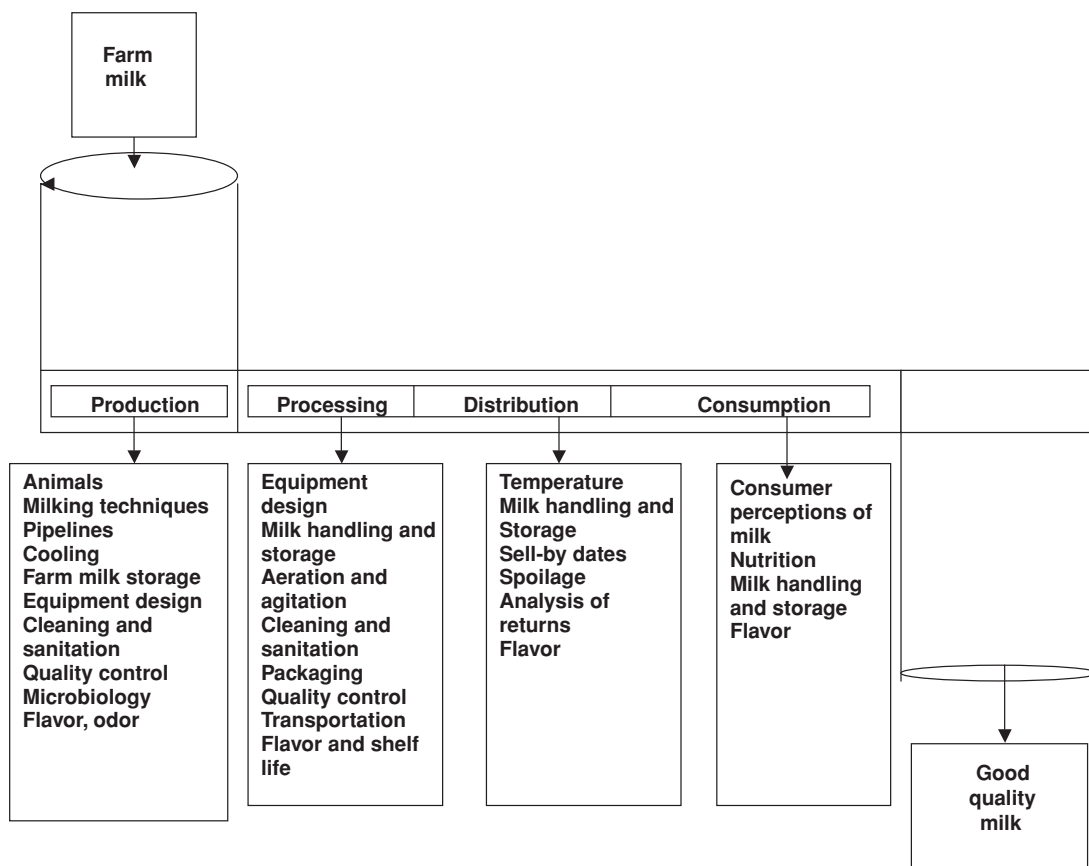 Farm
milk
Production
Processing
Distribution
Consumption
Animals
Milking techniques
Pipelines
Cooling
Farm milk storage
Equipment design
Cleaning and
sanitation
Quality control
Microbiology
Flavor, odor
Equipment
design
Milk handling and
storage
Aeration and
agitation
Cleaning and
sanitation
Packaging
Quality control
Transportation
Flavor and shelf
life
Temperature
Milk handling and
Storage
Sell-by dates
Spoilage
Analysis of
returns
Flavor
Consumer
perceptions of
milk
Nutrition
Milk handling
and storage
Flavor
Good
quality
milk